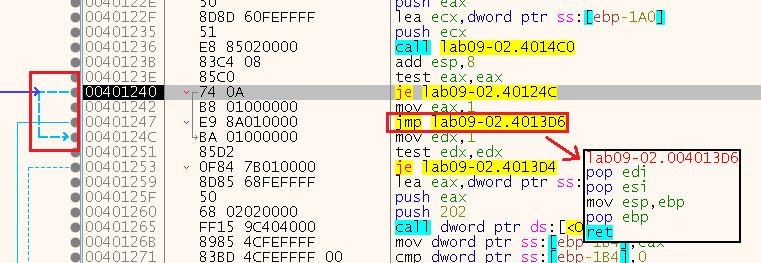 0040122E 50 push eax
0040122F 8D8D 60FEFFFF lea ecx,dword ptr ss:[ebp-1A0]
00401235 51 push ecx
00401236 E8 85020000 call lab09-02.4014C0
0040123B 83C4 08 add esp,8
0040123E 85C0 test eax,eax
00401240 74 0A je lab09-02.40124C
00401242 B8 01000000 mov eax,1
00401247 E9 8A010000 jmp lab09-02.4013D6
0040124C BA 01000000 mov edx,1
00401251 85D2 test edx,edx
00401253 0F84 7B010000 je lab09-02.4013D4
00401259 8D85 68FEFFFF lea eax,dword ptr ss:
0040125F 50 push eax
00401260 68 02020000 push 202
00401265 FF15 9C404000 call dword ptr ds:[<O
0040126B 8985 4CFEFFFF mov dword ptr ss:[ebp-1B4],eax
00401271 83BD 4CFEFFFF 00 cmp dword ptr ss:[ebp-1B4],0
lab09-02.004013D6
pop edi
pop esi
mov esp,ebp
pop ebp
ret